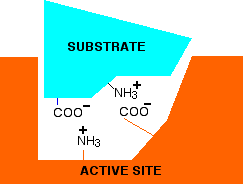 SUBSTRATE
NH3+
COO-
COO-
+
NH3
ACTIVE SITE